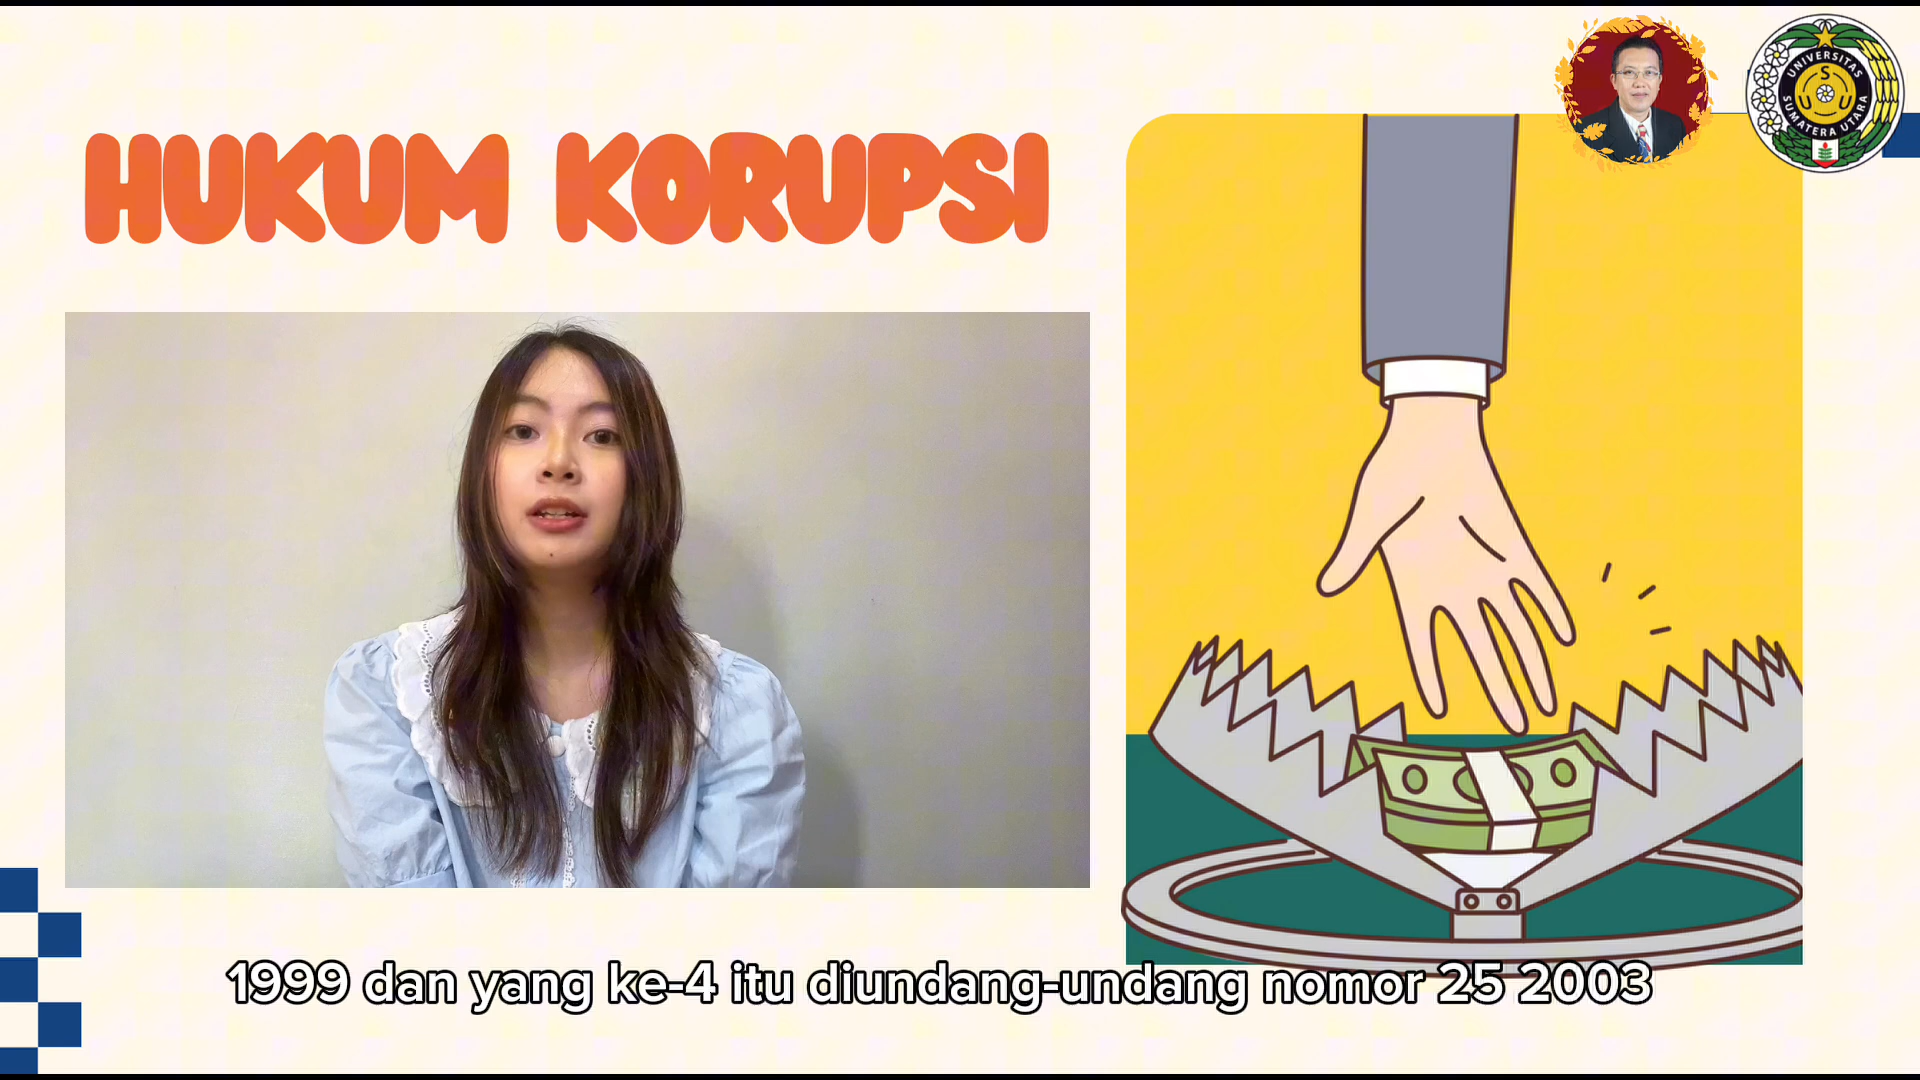 HUKUM KORUPSI
UNIVERSITAS
SUMATERA UTARA
S
U U
1999 dan yang ke-4 itu diundang-undang nomor 25 2003